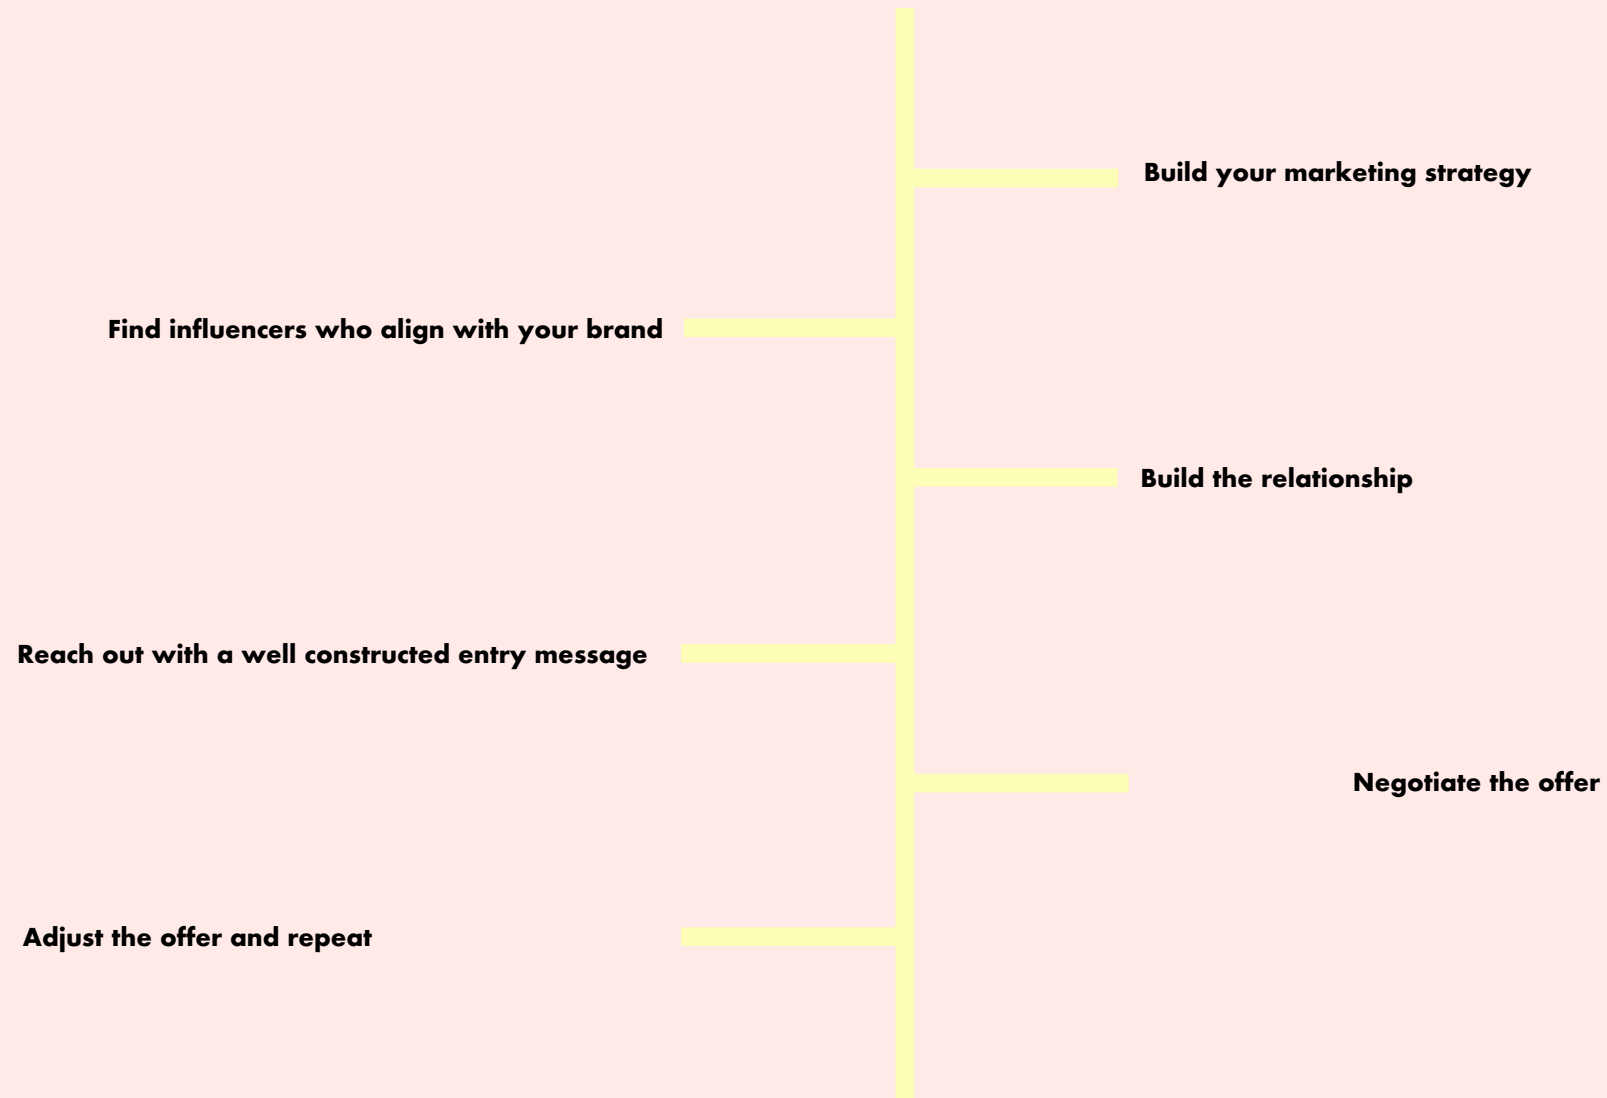 Build your marketing strategy
Find influencers who align with your brand
Build the relationship
Reach out with a well constructed entry message
Negotiate the offer
Adjust the offer and repeat